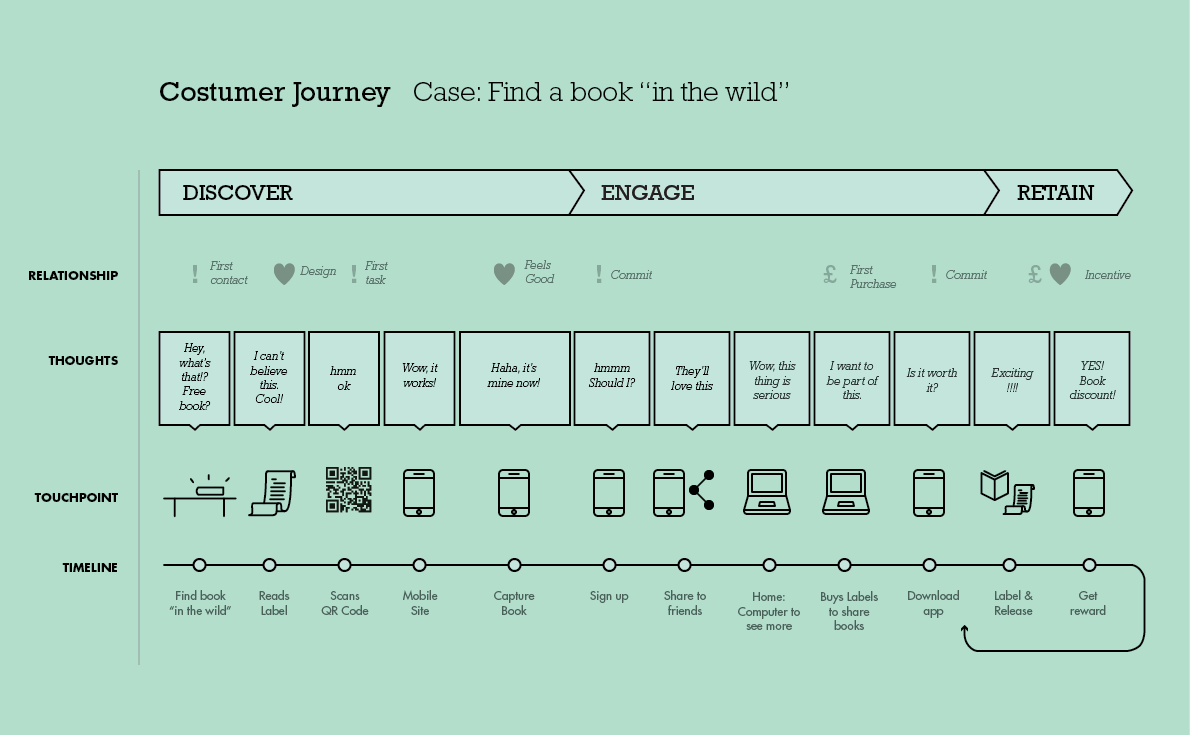 Costumer Journey Case: Find a book “in the wild”
DISCOVER
ENGAGE
RETAIN
RELATIONSHIP
!
First
contact
Design
!
First
task
Feels
Good
!
Commit
£
First
Purchase
!
Commit
£
Incentive
THOUGHTS
Hey,
what's
that!?
Free
book?
I can't
believe
this.
Cool!
hmm
ok
Wow, it
works!
Haha, it's
mine now!
hmmm
Should I?
They'll
love this
Wow, this
thing is
serious
I want to
be part of
this.
Is it worth
it?
Exciting
!!!!
YES!
Book
discount!
TOUCHPOINT
TIMELINE
Find book
“in the wild”
Reads
Label
Scans
QR Code
Mobile
Site
Capture
Book
Sign up
Share to
friends
Home:
Computer to
see more
Buys Labels
to share
books
Download
app
Label &
Release
Get
reward